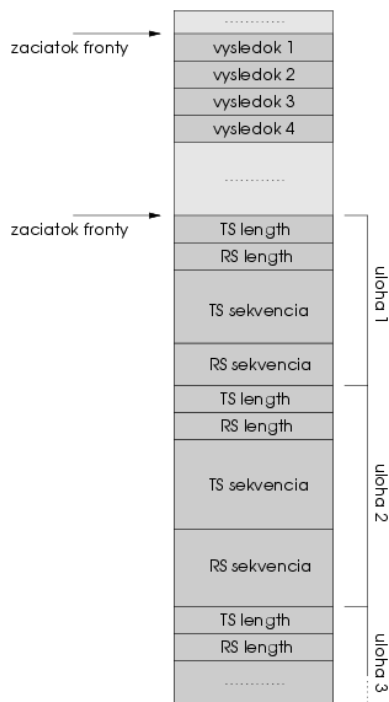 zaciatok fronty
vysledok 1
vysledok 2
vysledok 3
vysledok 4
zaciatok fronty
TS length
RS length
TS sekvencia
RS sekvencia
uloha 1
TS length
RS length
TS sekvencia
RS sekvencia
uloha 2
TS length
RS length
uloha 3